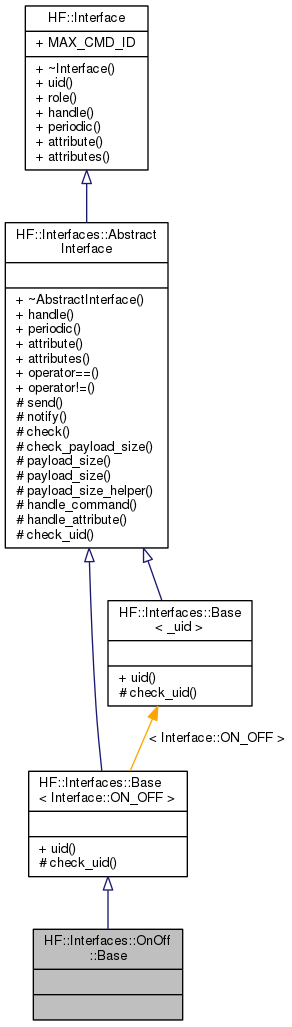 HF::Interface
+ MAX_CMD_ID
+ ~Interface()
+ uid()
+ role()
+ handle()
+ periodic()
+ attribute()
+ attributes()
HF::Interfaces::Abstract
Interface
+ ~AbstractInterface()
+ handle()
+ periodic()
+ attribute()
+ attributes()
+ operator==()
+ operator!=()
# send()
# notify()
# check()
# check_payload_size()
# payload_size()
# payload_size()
# payload_size_helper()
# handle_command()
# handle_attribute()
# check_uid()
HF::Interfaces::Base
< _uid >
+ uid()
# check_uid()
< Interface::ON_OFF >
HF::Interfaces::Base
< Interface::ON_OFF >
+ uid()
# check_uid()
HF::Interfaces::OnOff
::Base